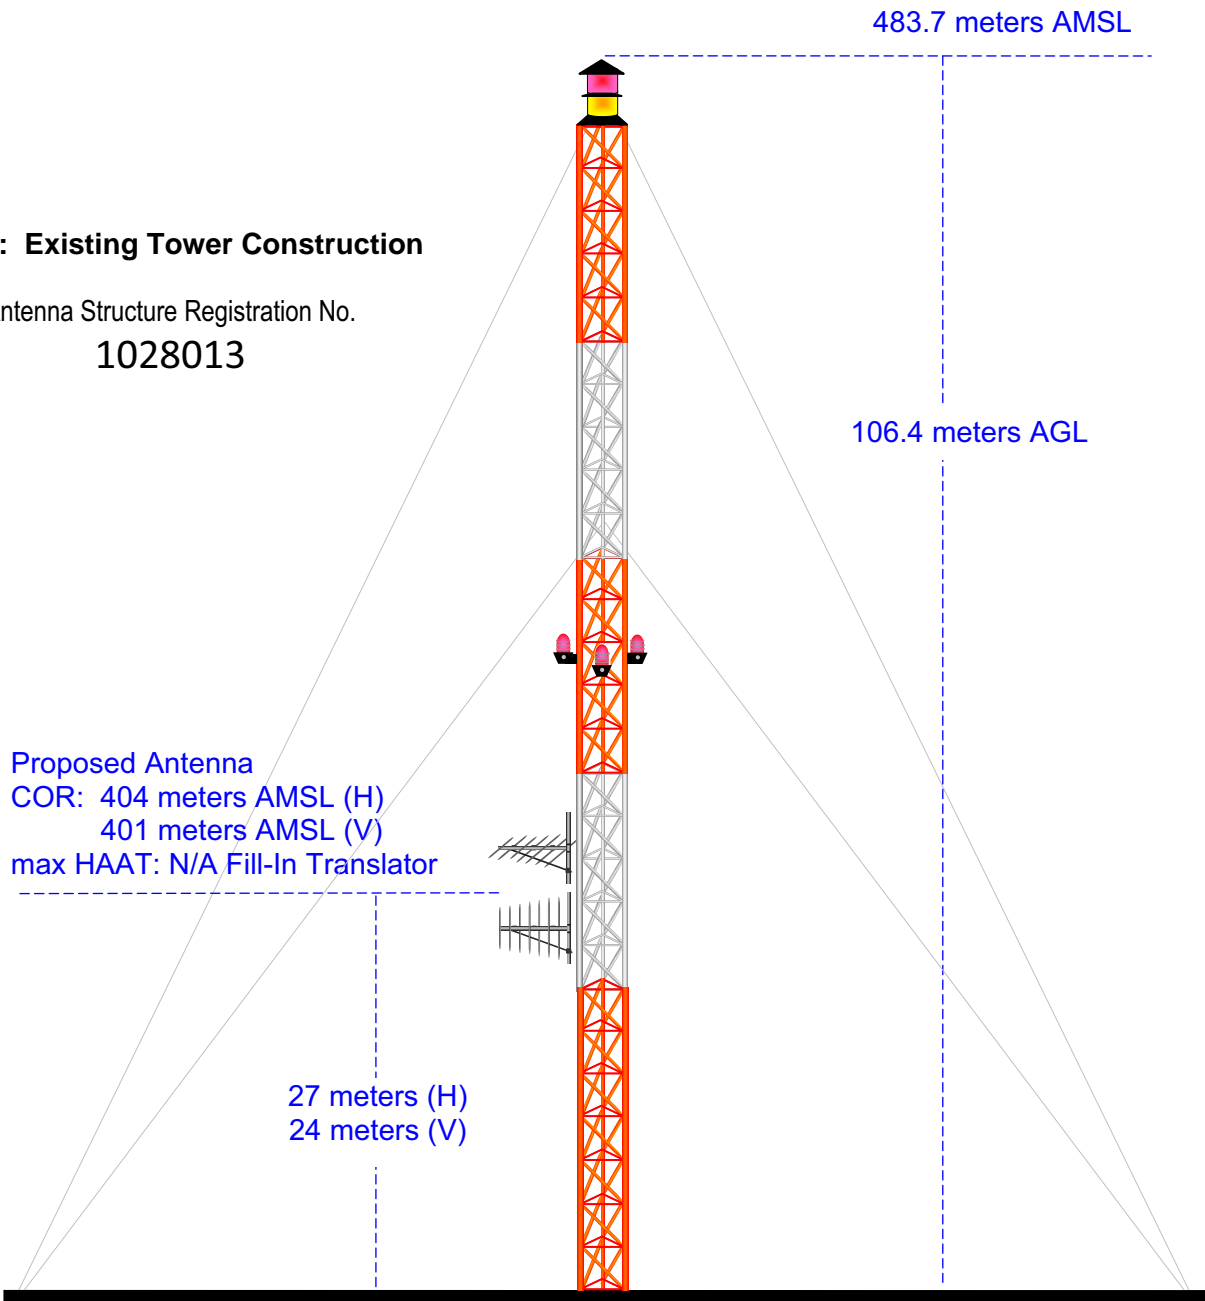 483.7 meters AMSL
: Existing Tower Construction
ntenna Structure Registration No.
1028013
106.4 meters AGL
Proposed Antenna
COR: 404 meters AMSL (H)
401 meters AMSL (V)
max HAAT: N/A Fill-In Translator
27 meters (H)
24 meters (V)